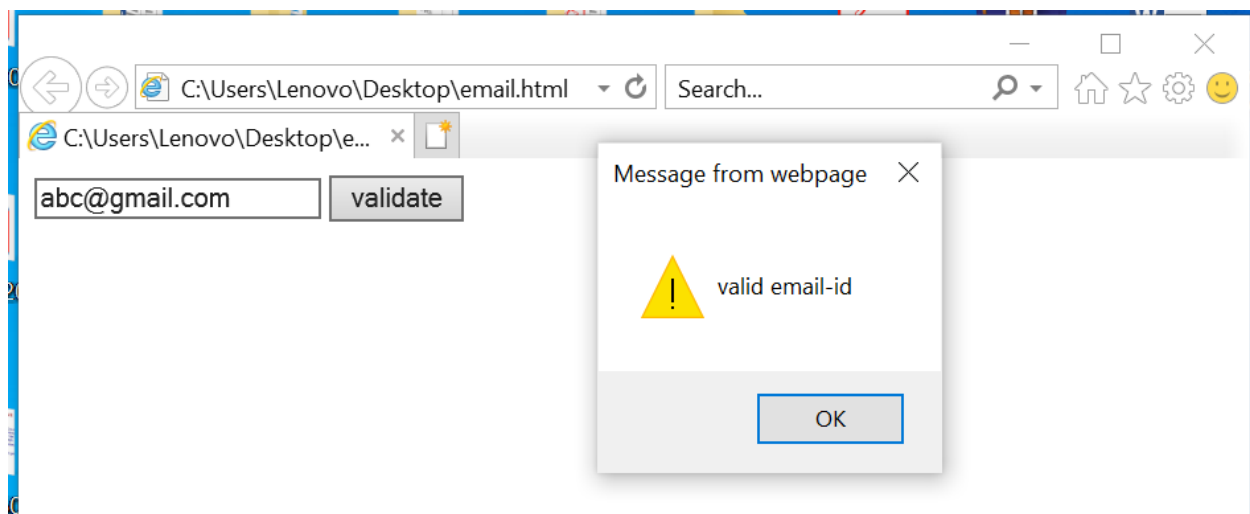 C:\Users\Lenovo\Desktop\email.html
Search...
C:\Users\Lenovo\Desktop\e...
abc@gmail.com
validate
Message from webpage
valid email-id
OK